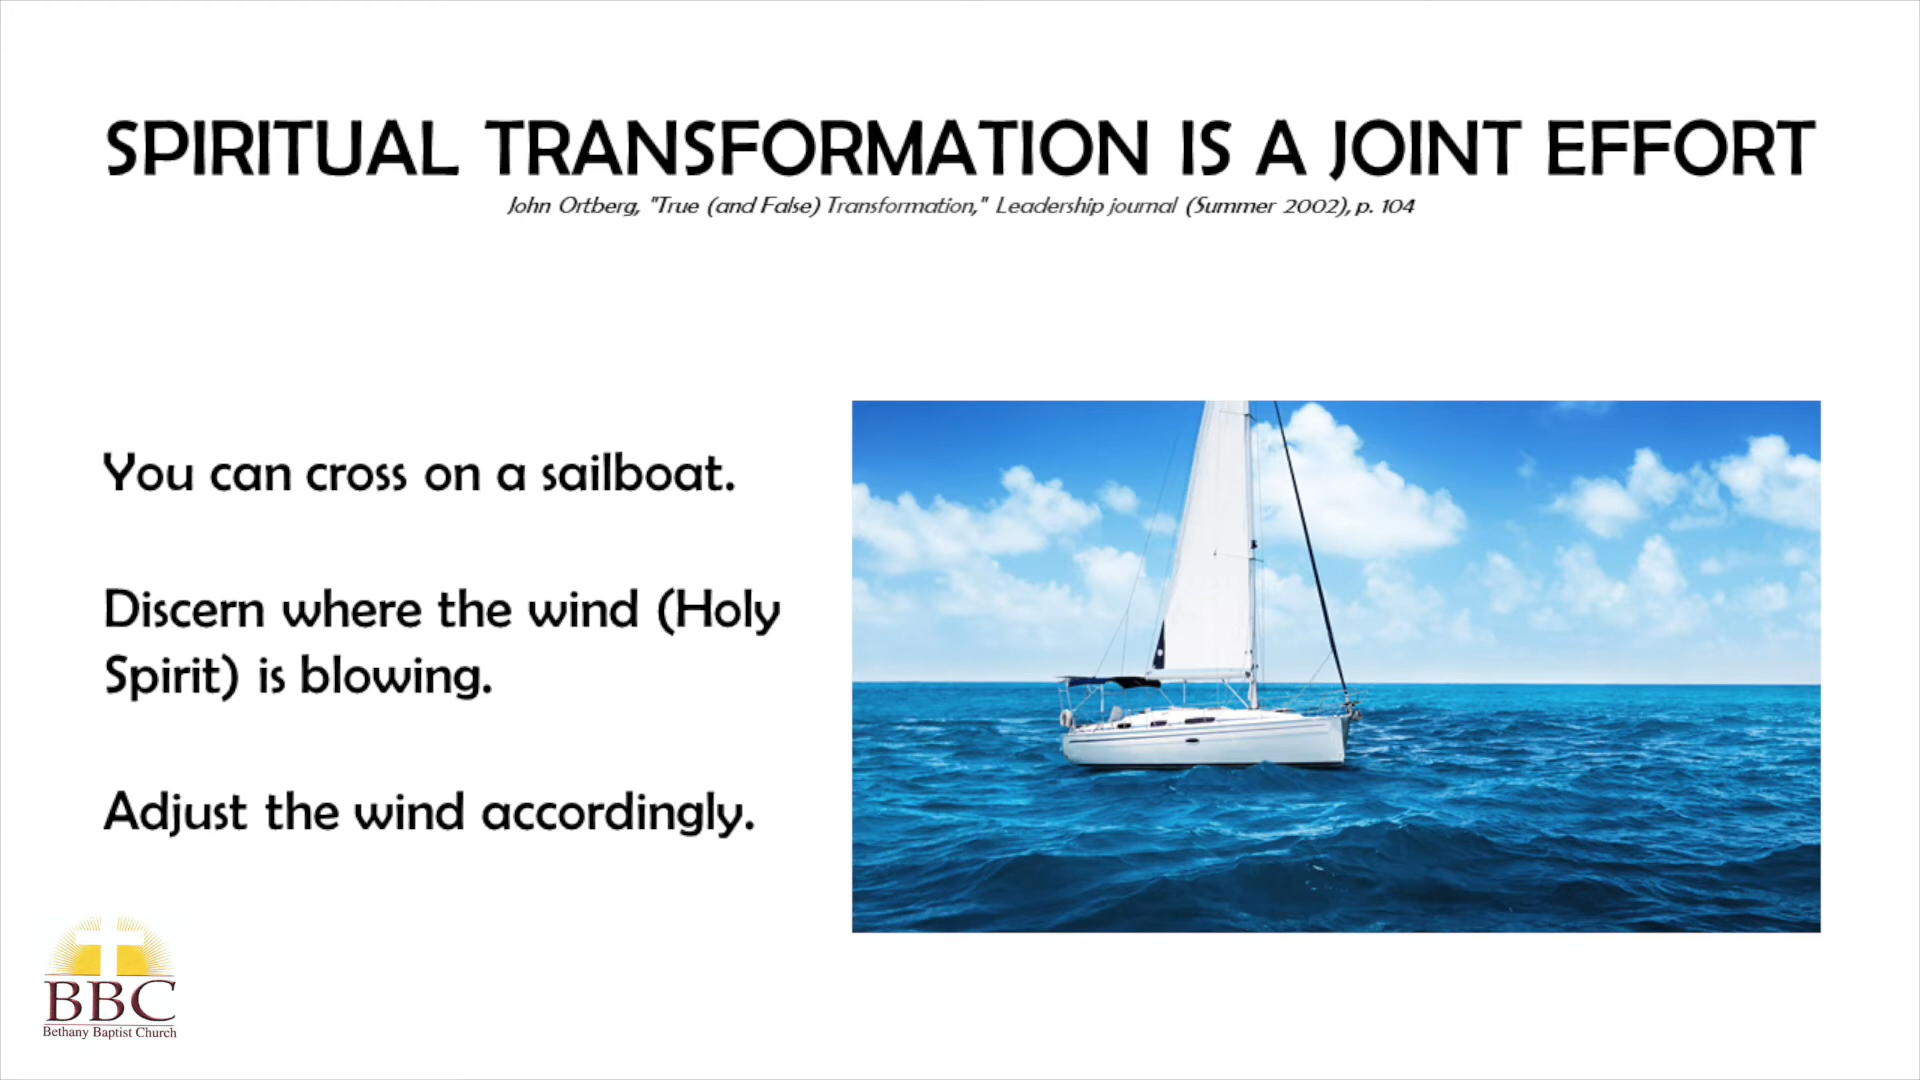 SPIRITUAL TRANSFORMATION IS A JOINT EFFORT
John Ortberg, "True (and False) Transformation," Leadership journal (Summer 2002), p. 104
You can cross on a sailboat.
Discern where the wind (Holy
Spirit) is blowing.
Adjust the wind accordingly.
BBC
Bethany Baptist Church